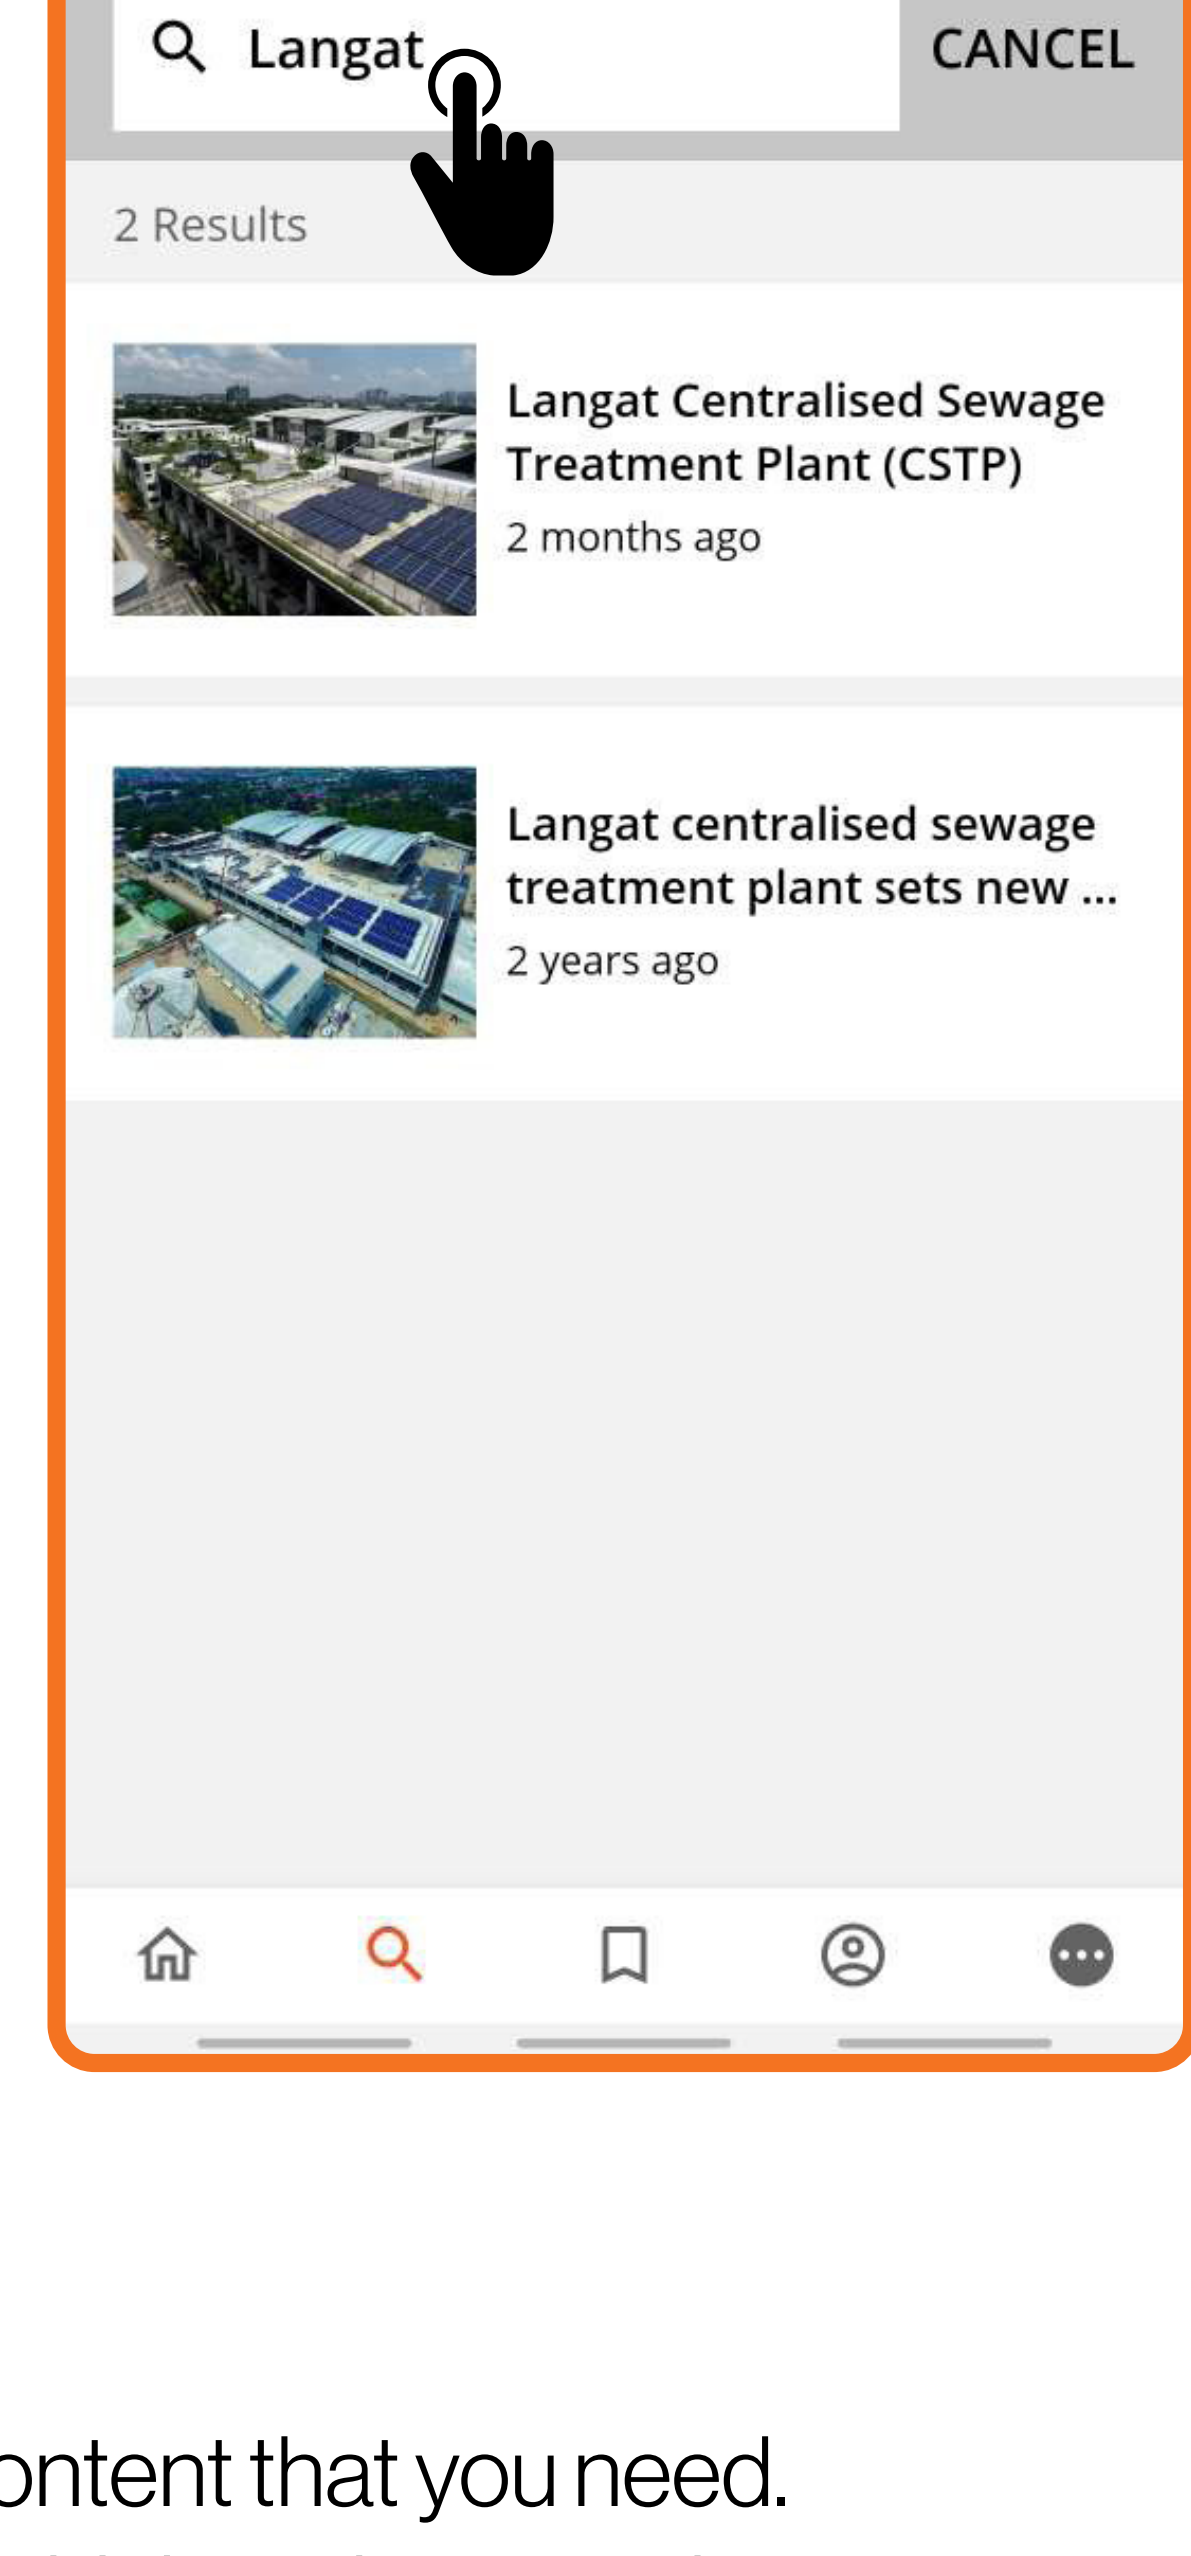 Langat
CANCEL
2 Results
Langat Centralised Sewage
Treatment Plant (CSTP)
2 months ago
Langat centralised sewage
treatment plant sets new ...
2 years ago
ontent that you need.